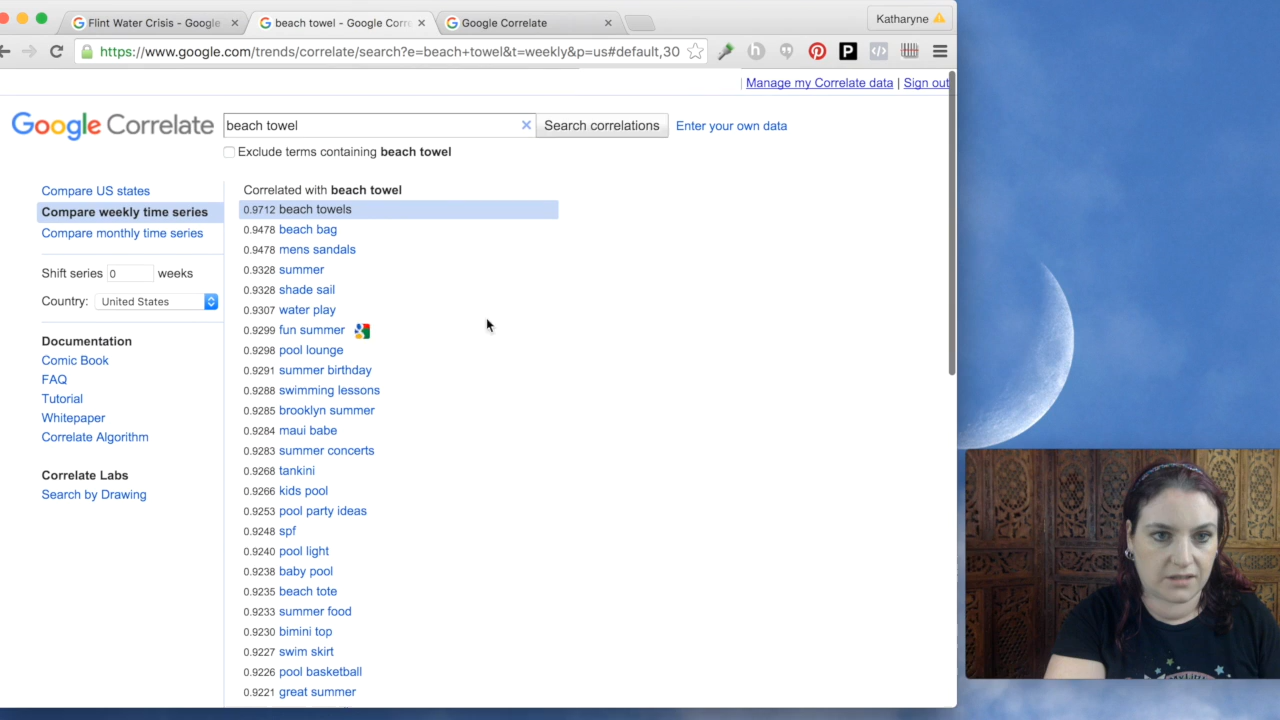 Flint Water Crisis - Google
beach towel - Google Corre
Google Correlate
Katharyne
https://www.google.com/trends/correlate/search?e=beach+towel&t=weekly&p=us#default,30
Manage my Correlate data | Sign out
Google Correlate
beach towel
Search correlations
Enter your own data
Exclude terms containing beach towel
Compare US states
Compare weekly time series
Compare monthly time series
Shift series 0 weeks
Country: United States
Documentation
Comic Book
FAQ
Tutorial
Whitepaper
Correlate Algorithm
Correlate Labs
Search by Drawing
Correlated with beach towel
0.9712 beach towels
0.9478 beach bag
0.9478 mens sandals
0.9328 summer
0.9328 shade sail
0.9307 water play
0.9299 fun summer
0.9298 pool lounge
0.9291 summer birthday
0.9288 swimming lessons
0.9285 brooklyn summer
0.9284 maui babe
0.9283 summer concerts
0.9268 tankini
0.9266 kids pool
0.9253 pool party ideas
0.9248 spf
0.9240 pool light
0.9238 baby pool
0.9235 beach tote
0.9233 summer food
0.9230 bimini top
0.9227 swim skirt
0.9226 pool basketball
0.9221 great summer